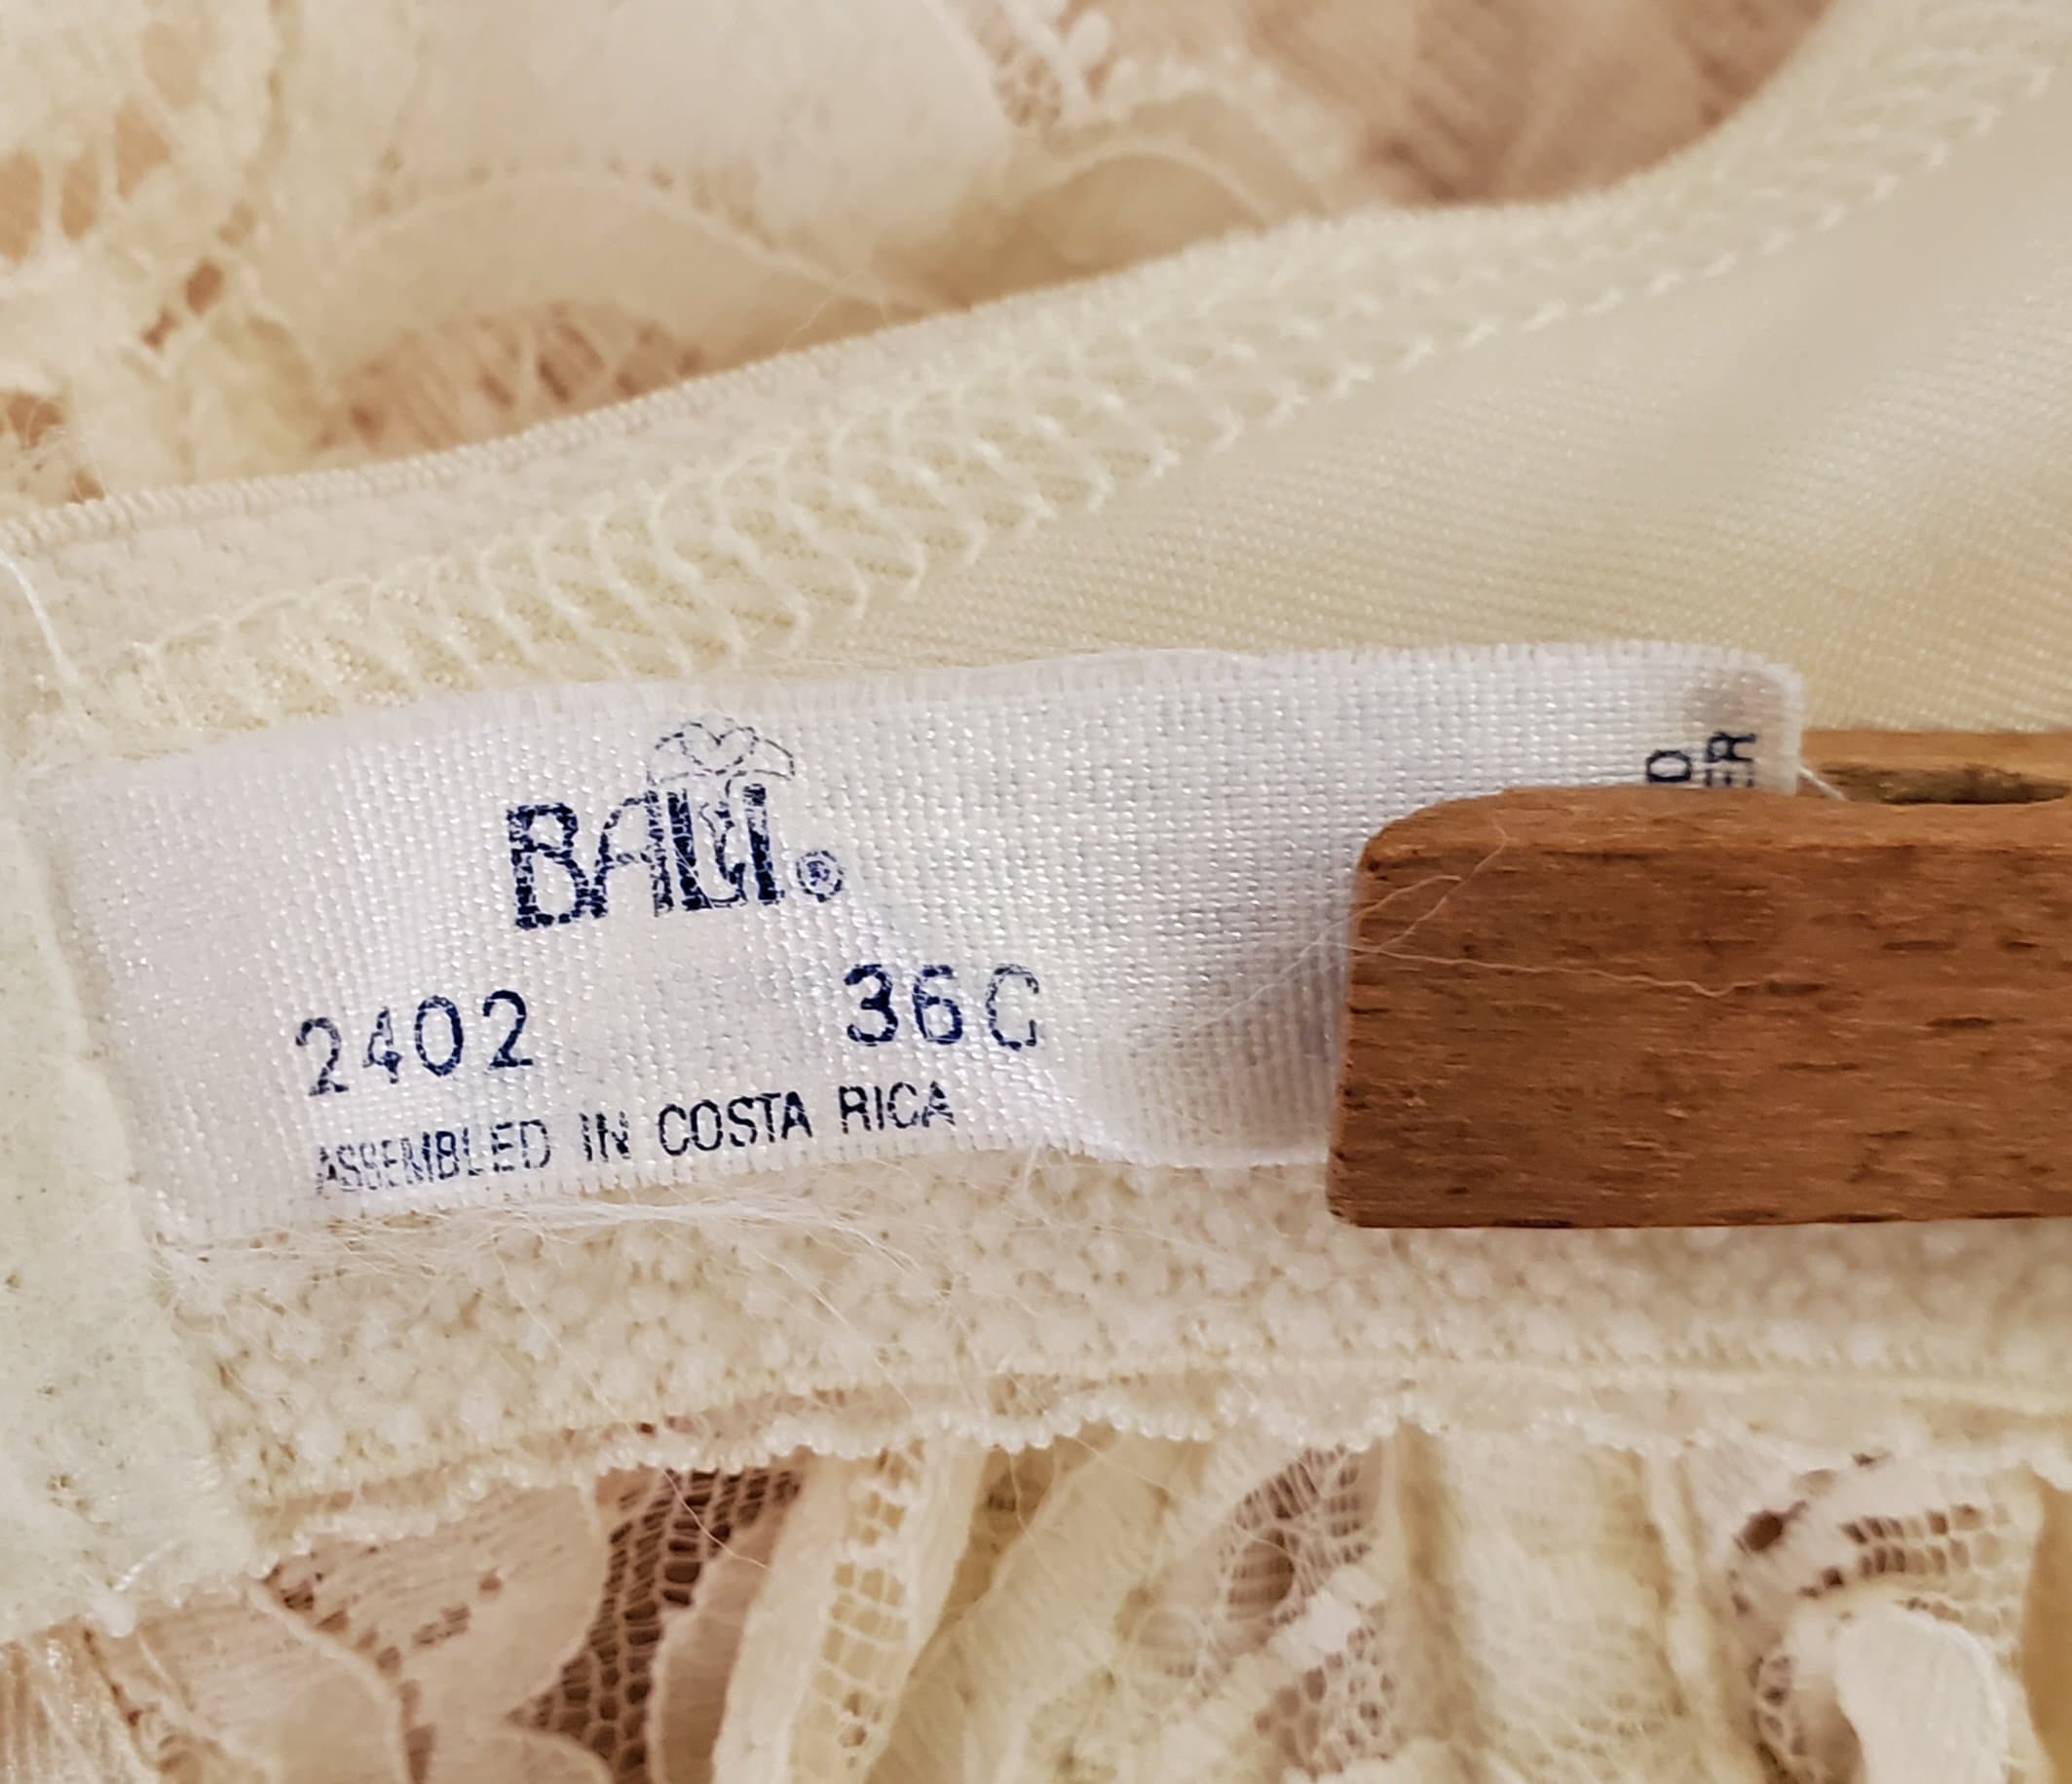 BALI®
2402 36C
ASSEMBLED IN COSTA RICA